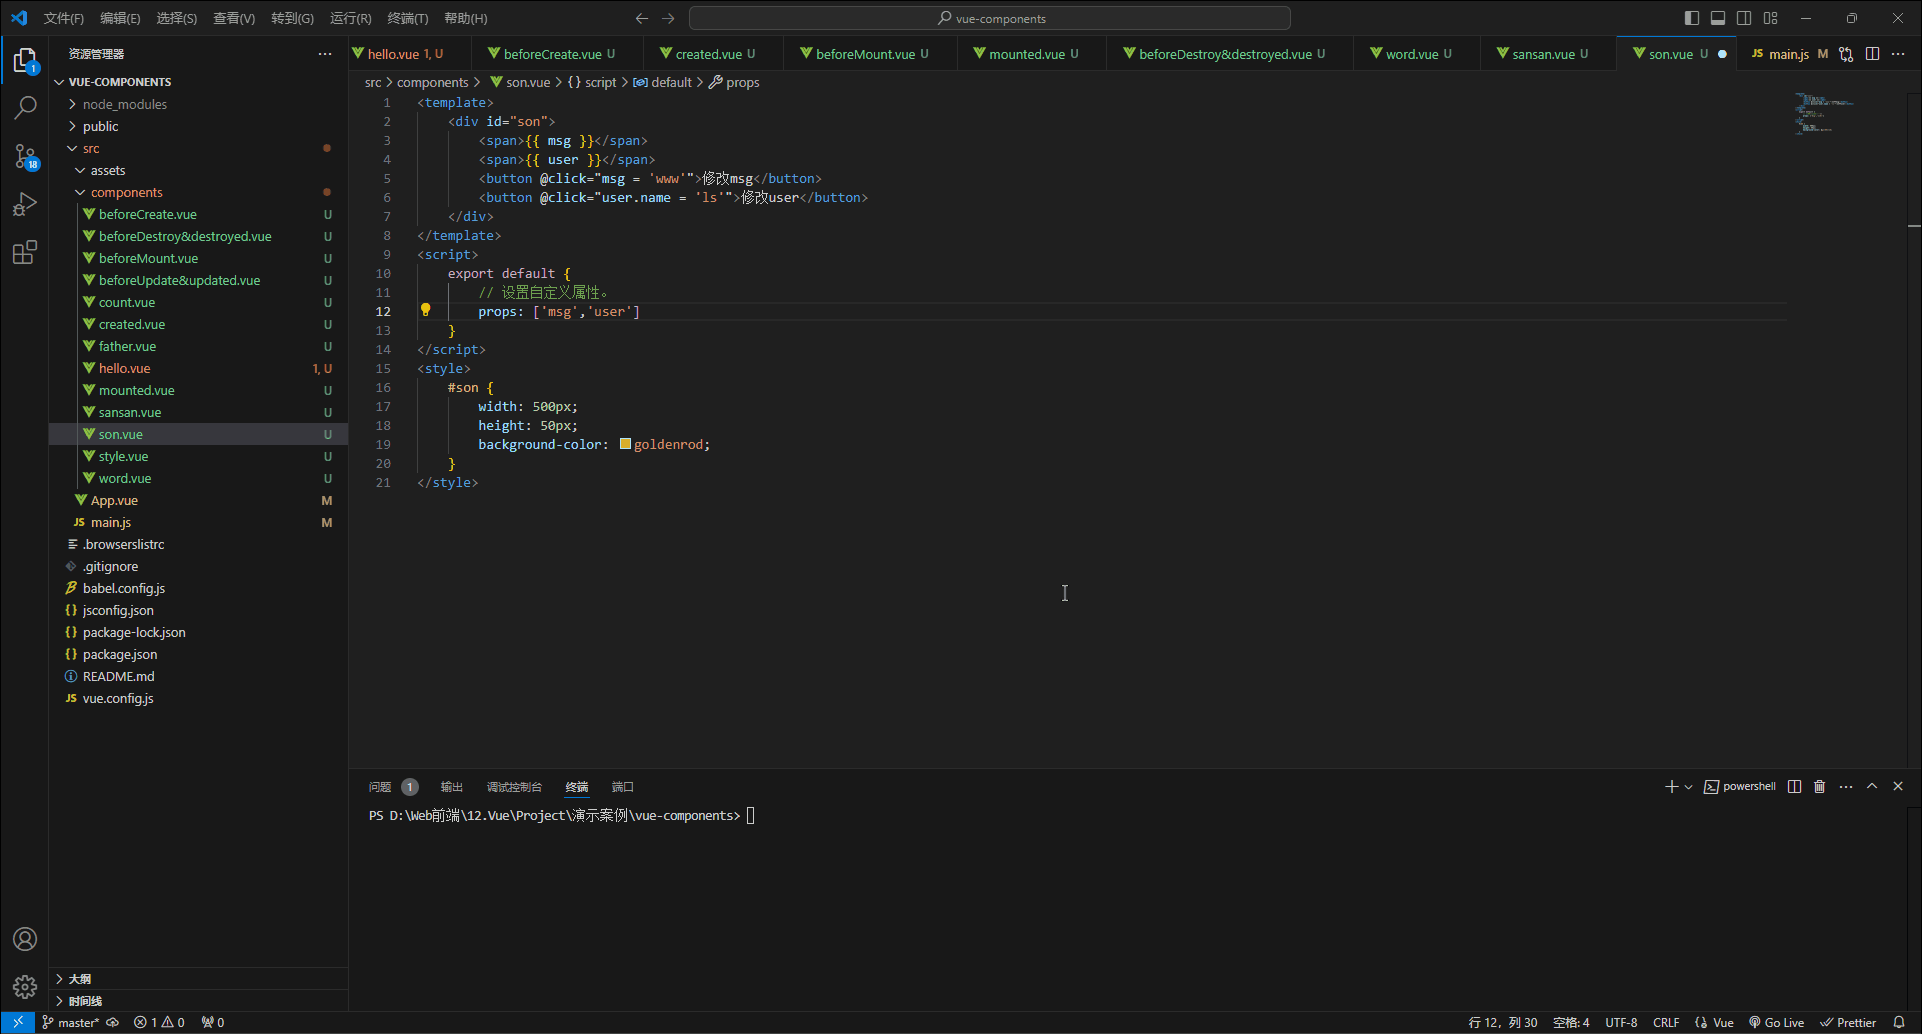 文件(F) 编辑(E) 选择(S) 查看(V) 转到(G) 运行(R) 终端(T) 帮助(H) vue-components
资源管理器
hello.vue 1, U beforeCreate.vue U created.vue U beforeMount.vue U mounted.vue U beforeDestroy&destroyed.vue U word.vue U sansan.vue U son.vue U main.js M
VUE-COMPONENTS
node_modules
public
src
assets
components
beforeCreate.vue U
beforeDestroy&destroyed.vue U
beforeMount.vue U
beforeUpdate&updated.vue U
count.vue U
created.vue U
father.vue U
hello.vue 1, U
mounted.vue U
sansan.vue U
son.vue U
style.vue U
word.vue U
App.vue M
JS main.js M
.browserslistrc
.gitignore
babel.config.js
{} jsconfig.json
{} package-lock.json
{} package.json
README.md
JS vue.config.js
大纲
时间线
1
18
src > components > son.vue > {} script > default > props
1 <template>
2 <div id="son">
3 <span>{{ msg }}</span>
4 <span>{{ user }}</span>
5 <button @click="msg = 'www'">修改msg</button>
6 <button @click="user.name = 'ls'">修改user</button>
7 </div>
8 </template>
9 <script>
10 export default {
11 // 设置自定义属性。
12 props: ['msg','user']
13 }
14 </script>
15 <style>
16 #son {
17 width: 500px;
18 height: 50px;
19 background-color: goldenrod;
20 }
21 </style>
问题 1 输出 调试控制台 终端 端口 powershell
PS D:\Web前端\12.Vue\Project\演示案例\vue-components>
master* 1 0 0 行 12，列 30 空格: 4 UTF-8 CRLF {} Vue Go Live Prettier